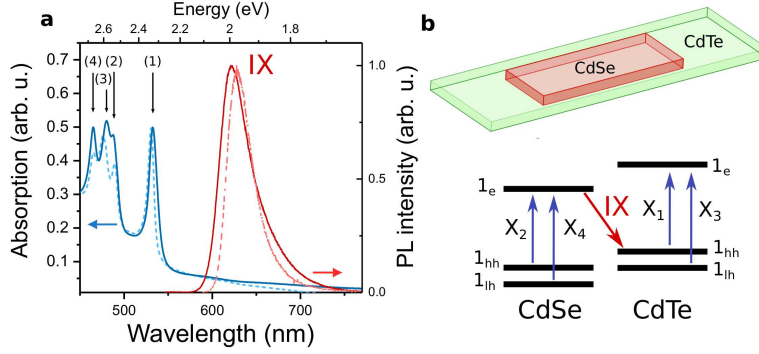 a
Energy (eV)
2.6 2.4 2.2 2 1.8
Absorption (arb. u.)
0.7
0.6
0.5
0.4
0.3
0.2
0.1
(4) (3) (2) (1)
IX
1.0
0.5
0.0
PL intensity (arb. u.)
500 600 700
Wavelength (nm)
b
CdTe
CdSe
1e
1e
X2 X4 IX X1 X3
1hh
1lh
1hh
1lh
CdSe CdTe